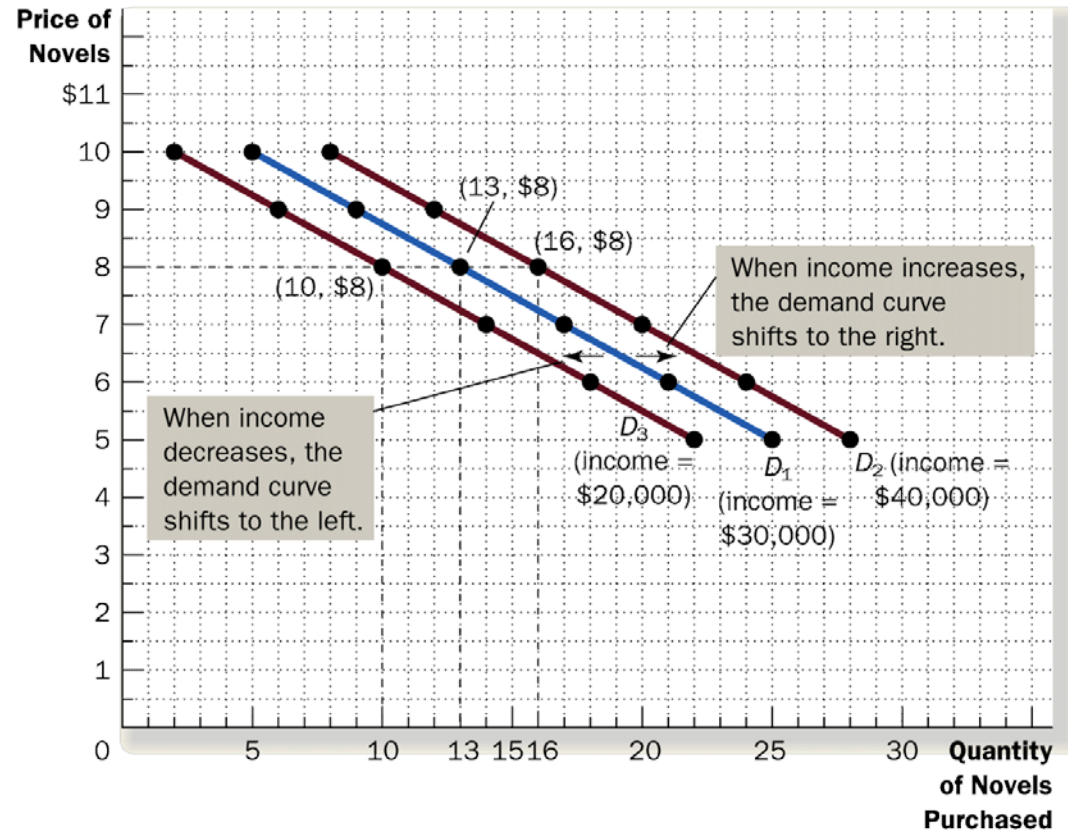 Price of
Novels
$11
10
9
8
7
6
5
4
3
2
1
0
(13, $8)
(16, $8)
(10, $8)
When income increases,
the demand curve
shifts to the right.
When income
decreases, the
demand curve
shifts to the left.
D₃
(income =
$20,000)
D₁
(income =
$30,000)
D₂ (income =
$40,000)
5
10
13
15
16
20
25
30
Quantity
of Novels
Purchased